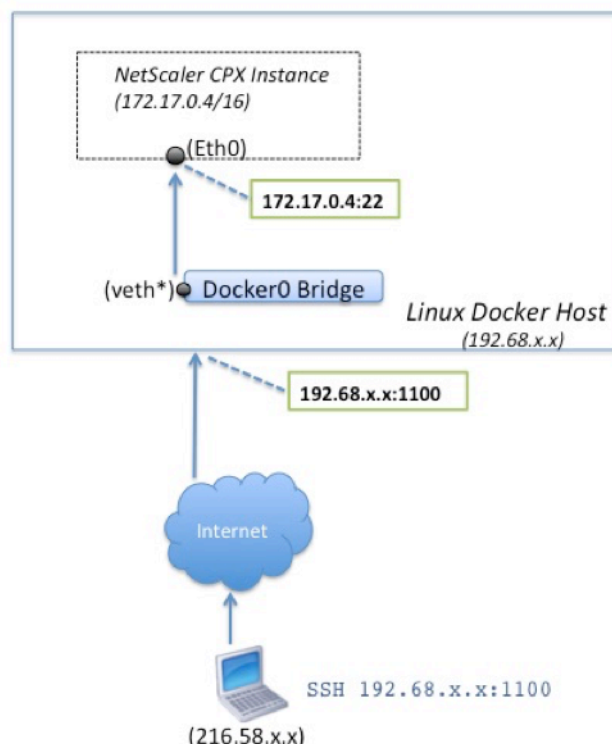 NetScaler CPX Instance
(172.17.0.4/16)
(Eth0)
172.17.0.4:22
(veth*)
Docker0 Bridge
Linux Docker Host
(192.68.x.x)
192.68.x.x:1100
Internet
SSH 192.68.x.x:1100
(216.58.x.x)